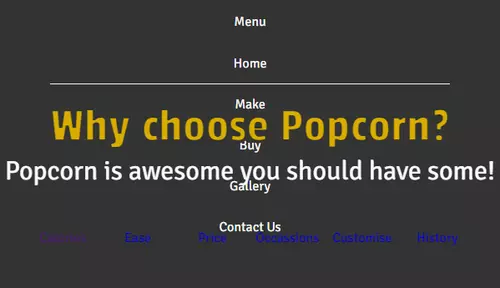 Menu
Home
Make
Why choose Popcorn?
Buy
Popcorn is awesome you should have some!
Gallery
Contact Us
Ease Price Occassions Customise History